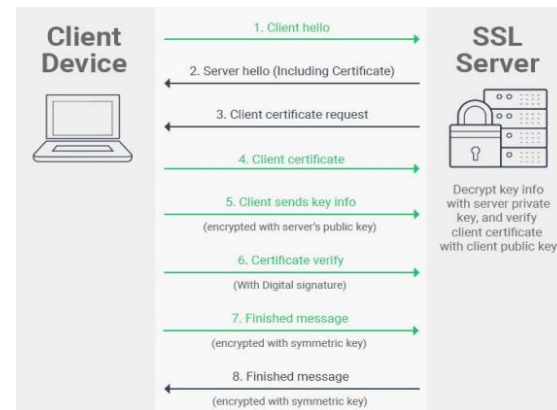 Client
Device
1. Client hello
SSL
Server
2. Server hello (Including Certificate)
3. Client certificate request
4. Client certificate
5. Client sends key info
(encrypted with server's public key)
Decrypt key info
with server private
key, and verify
client certificate
with client public key
6. Certificate verify
(With Digital signature)
7. Finished message
(encrypted with symmetric key)
8. Finished message
(encrypted with symmetric key)